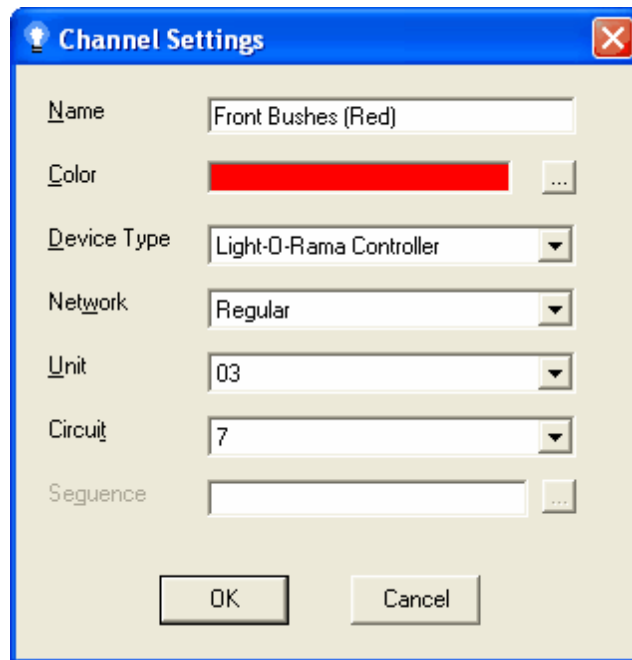 Channel Settings
Name
Front Bushes (Red)
Color
...
Device Type
Light-O-Rama Controller
Network
Regular
Unit
03
Circuit
7
Sequence
...
OK
Cancel